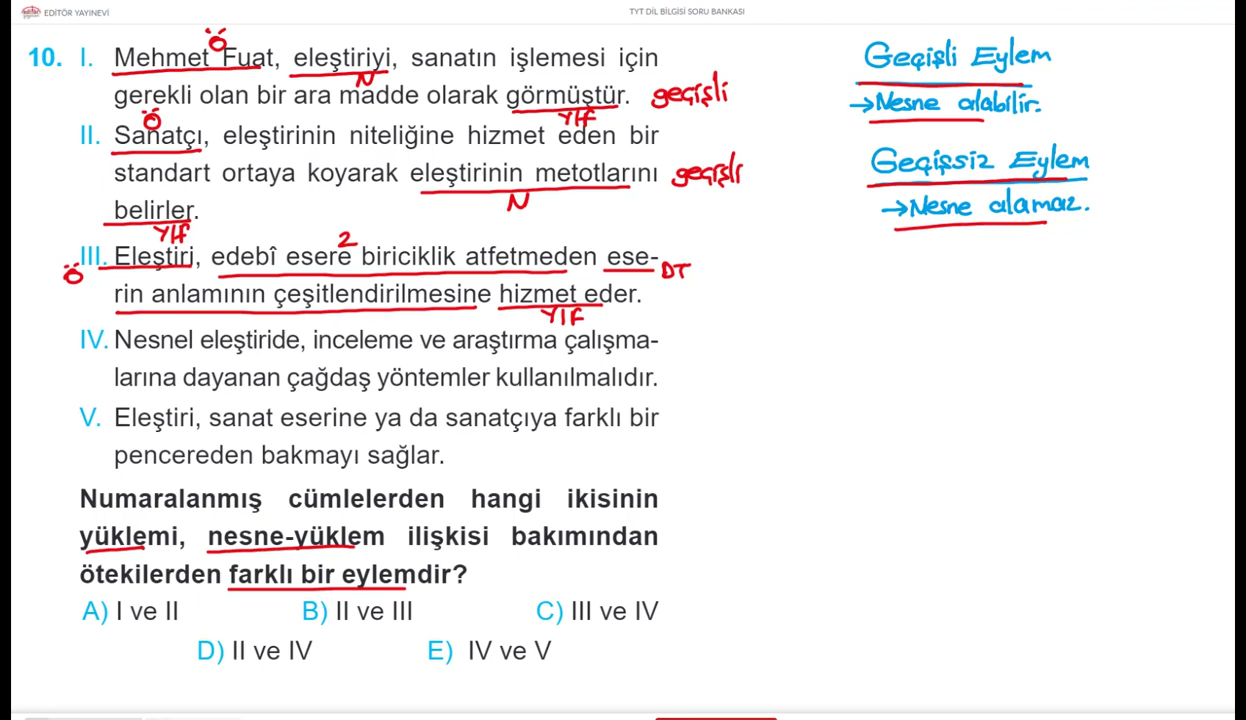 EDİTÖR YAYINEVİ
TYT DİL BİLGİSİ SORU BANKASI
10. I. Mehmet Fuat, eleştiriyi, sanatın işlemesi için
Ö
N
gerekli olan bir ara madde olarak görmüştür. geçişli
Ö
Ylf
II. Sanatçı, eleştirinin niteliğine hizmet eden bir
standart ortaya koyarak eleştirinin metotlarını geçişli
N
belirler.
Ylf
III. Eleştiri, edebî esere biriciklik atfetmeden ese-
Ö
2
DT
rin anlamının çeşitlendirilmesine hizmet eder.
Ylf
IV. Nesnel eleştiride, inceleme ve araştırma çalışma-
larına dayanan çağdaş yöntemler kullanılmalıdır.
V. Eleştiri, sanat eserine ya da sanatçıya farklı bir
pencereden bakmayı sağlar.
Numaralanmış cümlelerden hangi ikisinin
yüklemi, nesne-yüklem ilişkisi bakımından
ötekilerden farklı bir eylemdir?
A) I ve II
B) II ve III
C) III ve IV
D) II ve IV
E) IV ve V
Geçişli Eylem
→Nesne alabilir.
Geçişsiz Eylem
→Nesne alamaz.